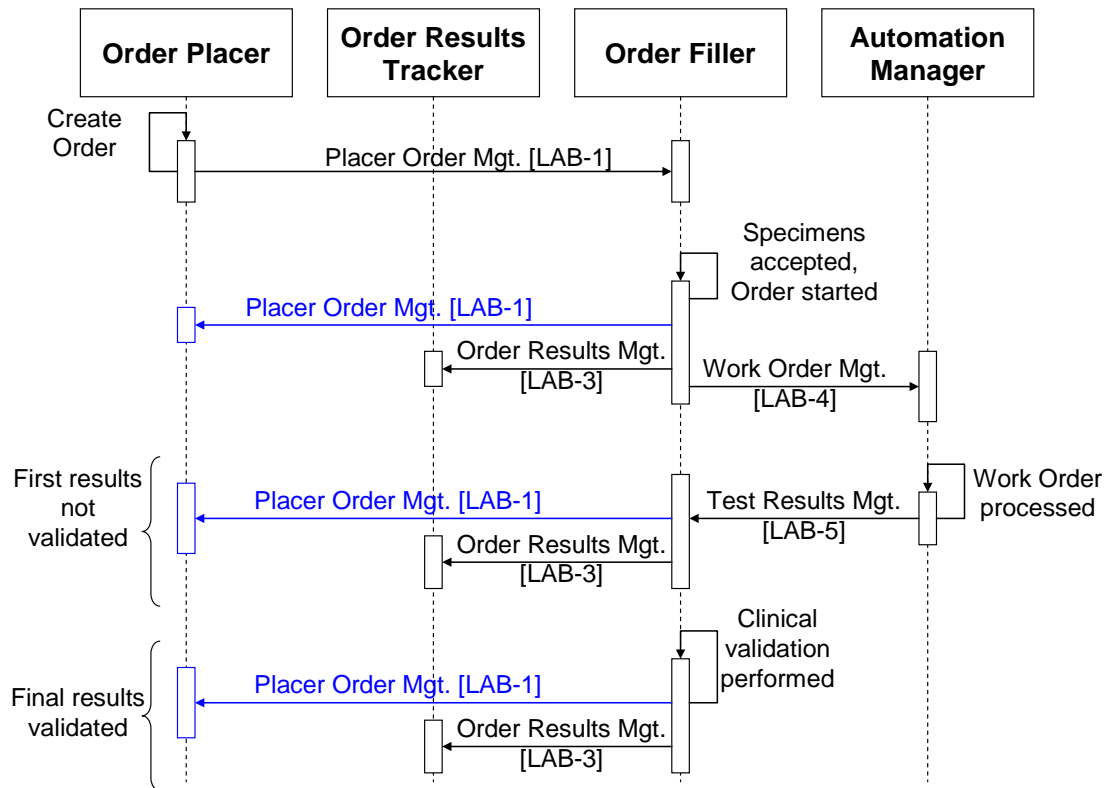 Order Placer
Order Results
Tracker
Order Filler
Automation
Manager
Create
Order
Placer Order Mgt. [LAB-1]
Specimens
accepted,
Order started
Placer Order Mgt. [LAB-1]
Order Results Mgt.
[LAB-3]
Work Order Mgt.
[LAB-4]
First results
not
validated
Placer Order Mgt. [LAB-1]
Test Results Mgt.
[LAB-5]
Work Order
processed
Order Results Mgt.
[LAB-3]
Clinical
validation
performed
Final results
validated
Placer Order Mgt. [LAB-1]
Order Results Mgt.
[LAB-3]